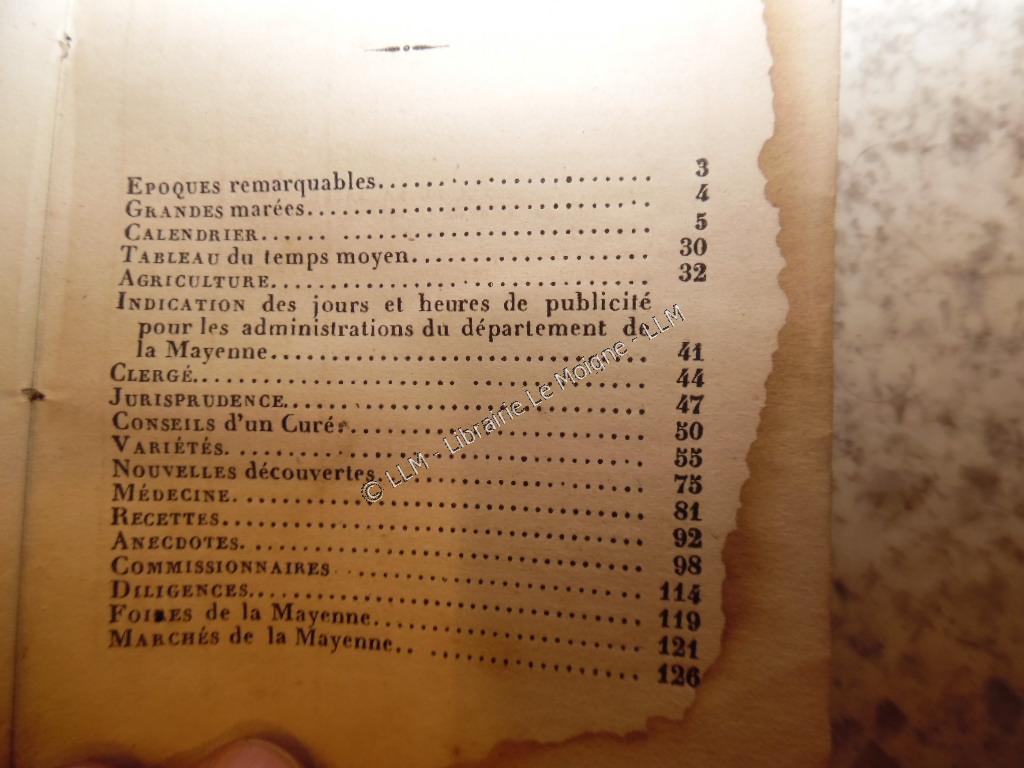 EPOQUES remarquables........................ 3
GRANDES marées........................ 4
CALENDRIER........................ 5
TABLEAU du temps moyen........................ 30
AGRICULTURE........................ 32
INDICATION des jours et heures de publicité
pour les administrations du département de
la Mayenne........................ 41
CLERGÉ........................ 44
JURISPRUDENCE........................ 47
CONSEILS d'un Curé........................ 50
VARIÉTÉS........................ 55
NOUVELLES découvertes........................ 75
MÉDECINE........................ 81
RECETTES........................ 92
ANECDOTES........................ 98
COMMISSIONNAIRES........................ 114
DILIGENCES........................ 119
FOIRES de la Mayenne........................ 121
MARCHÉS de la Mayenne........................ 126
© LLM - Librairie Le Moigne - LLM